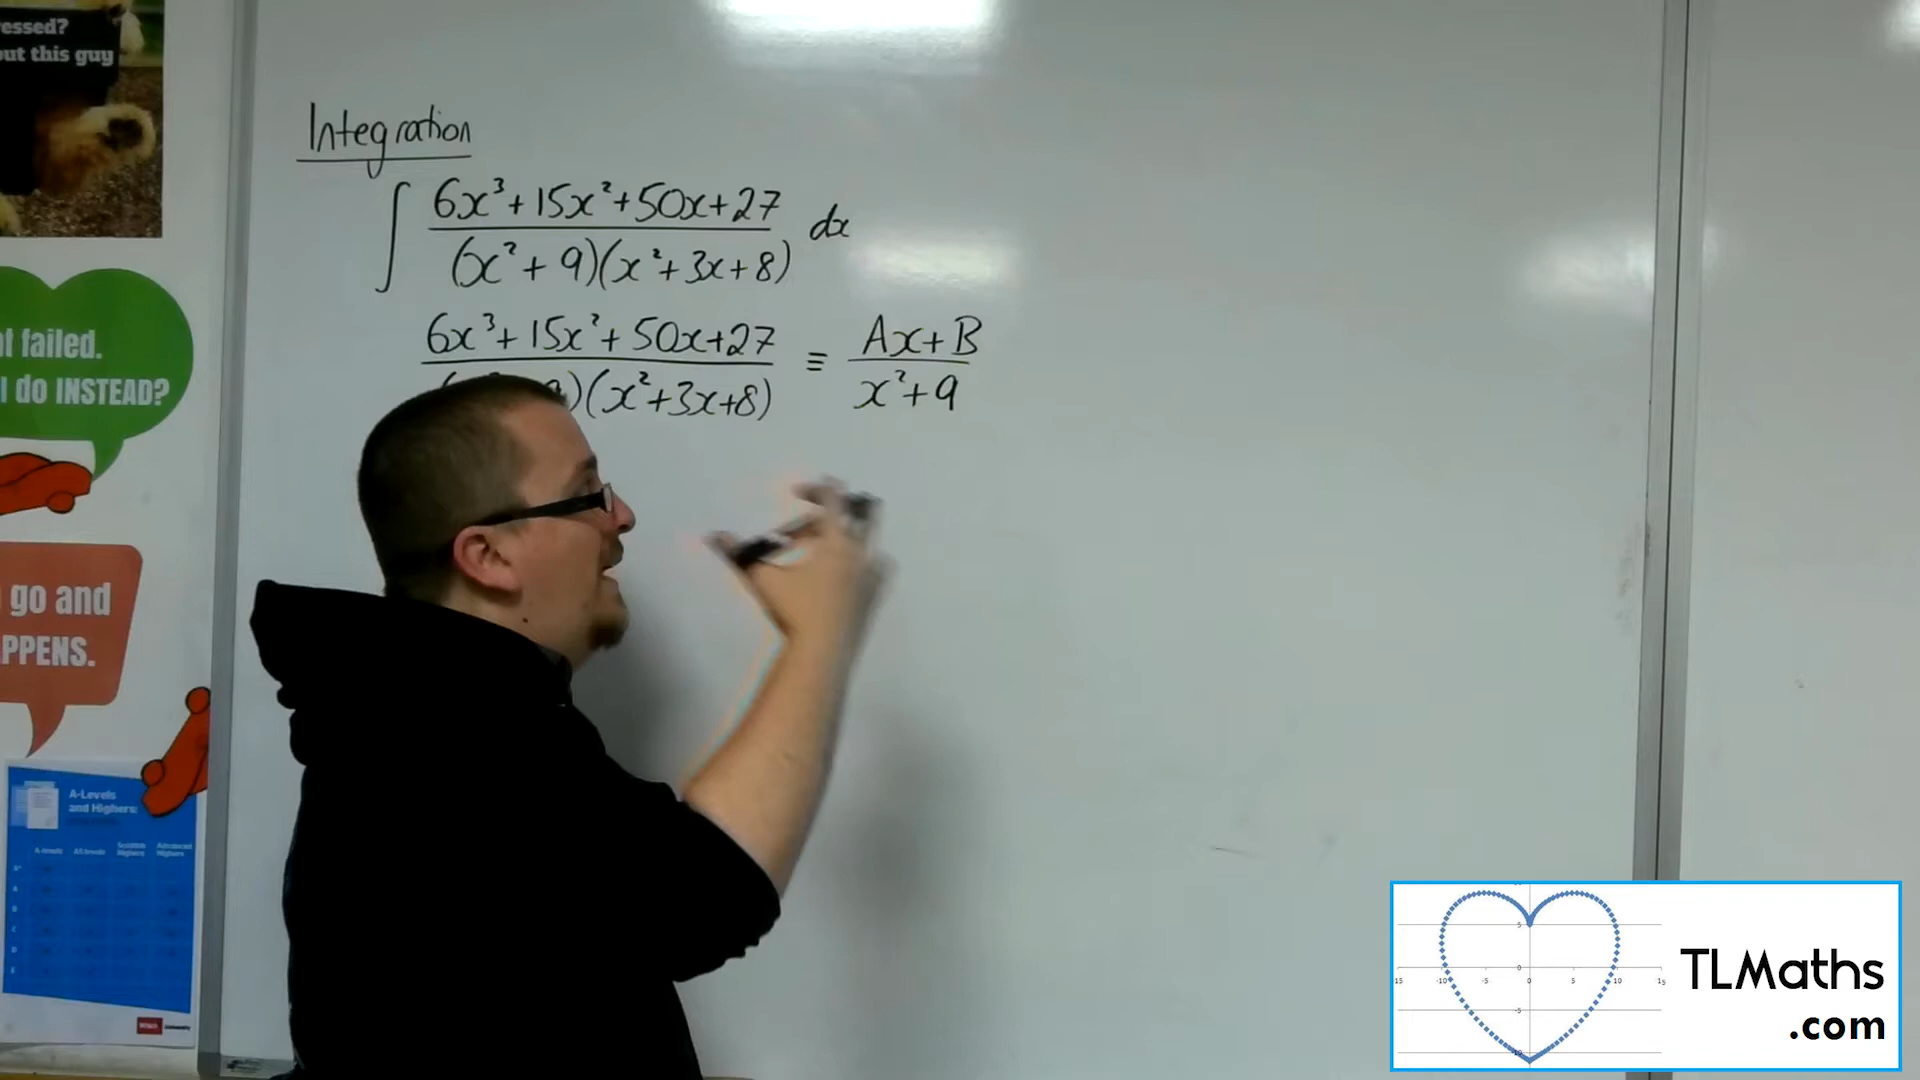 essed?
out this guy
Integration
∫ 6x³+15x²+50x+27 / (x²+9)(x²+3x+8) dx
6x³+15x²+50x+27 / )(x²+3x+8) ≡ Ax+B / x²+9
t failed.
I do INSTEAD?
go and
PPENS.
A-Levels
and Highers:
TLMaths
.com